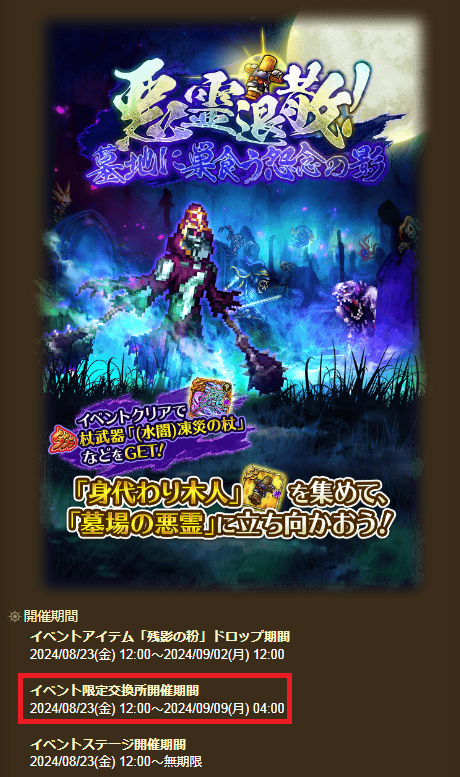 悪霊退散!
墓地に巣食う怨念の影
イベントクリアで
杖武器「(水闇)凍災の杖」
などをGET!
「身代わり木人」を集めて、
「墓場の悪霊」に立ち向かおう!
開催期間
イベントアイテム「残影の粉」ドロップ期間
2024/08/23(金) 12:00～2024/09/02(月) 12:00
イベント限定交換所開催期間
2024/08/23(金) 12:00～2024/09/09(月) 04:00
イベントステージ開催期間
2024/08/23(金) 12:00～無期限